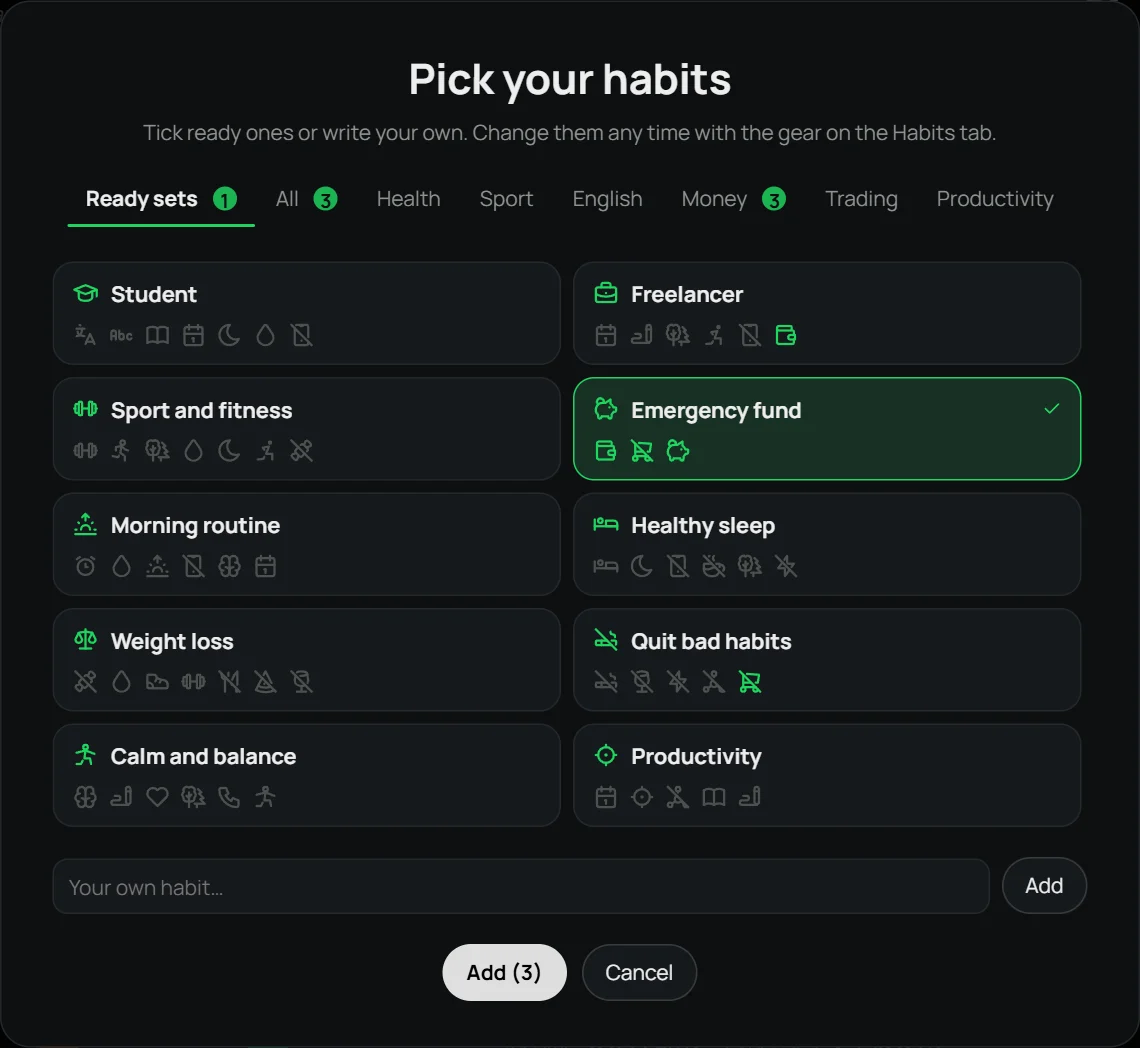 Pick your habits
Tick ready ones or write your own. Change them any time with the gear on the Habits tab.
Ready sets 1 All 3 Health Sport English Money 3 Trading Productivity
Student
Abc
Freelancer
Sport and fitness
Emergency fund
Morning routine
Healthy sleep
Weight loss
Quit bad habits
Calm and balance
Productivity
Your own habit...
Add
Add (3)
Cancel